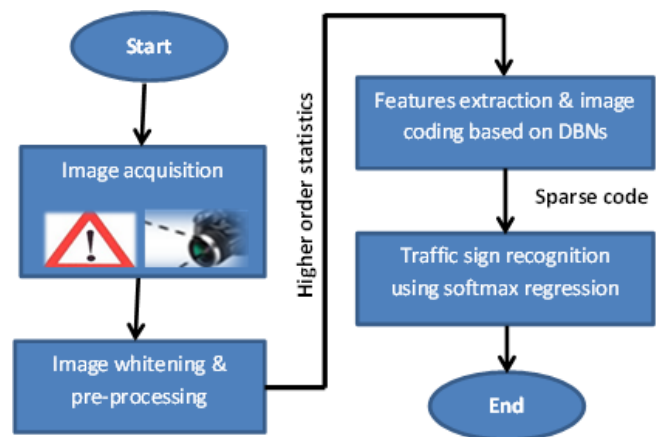 Start
Image acquisition
!
Image whitening &
pre-processing
Higher order statistics
Features extraction & image
coding based on DBNs
Sparse code
Traffic sign recognition
using softmax regression
End